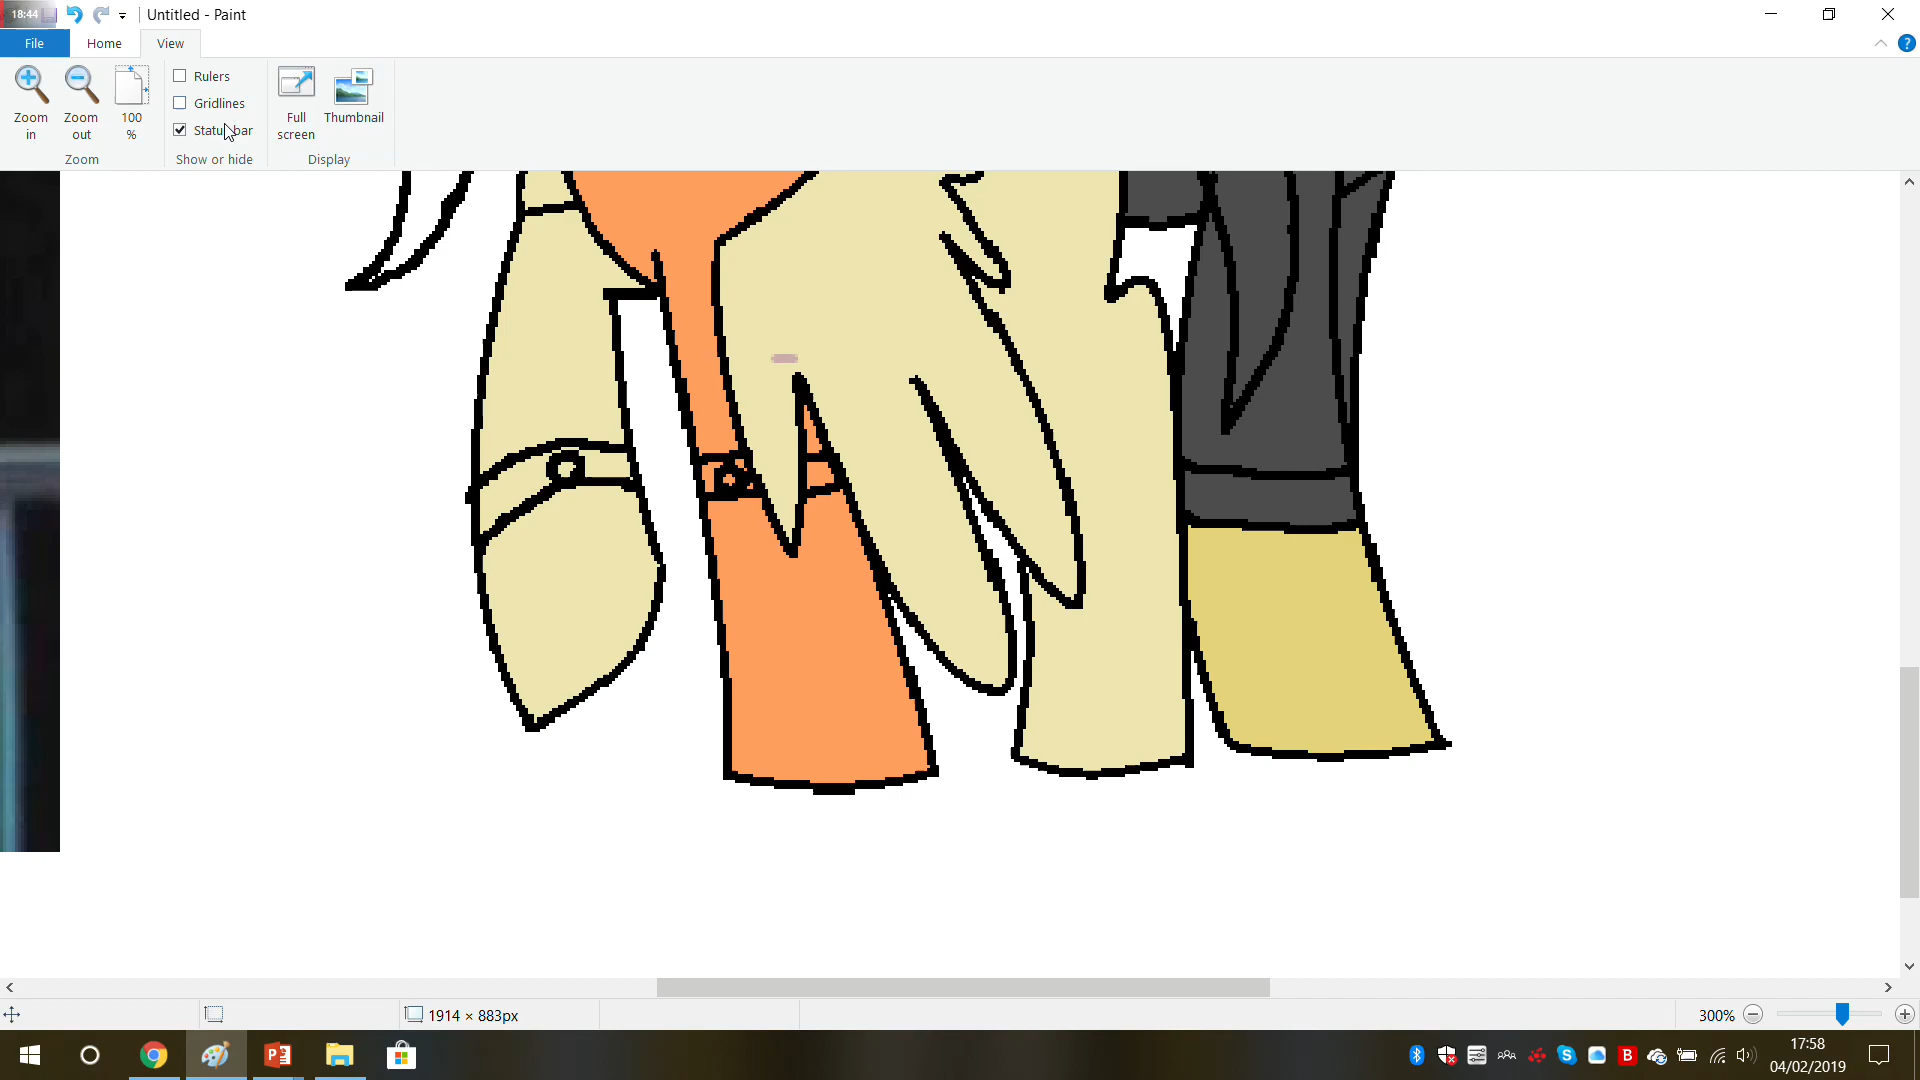 18:44
Untitled - Paint
File Home View
Zoom in
Zoom out
100 %
Rulers
Gridlines
Status bar
Full screen
Thumbnail
Zoom
Show or hide
Display
1914 × 883px
300%
17:58
04/02/2019